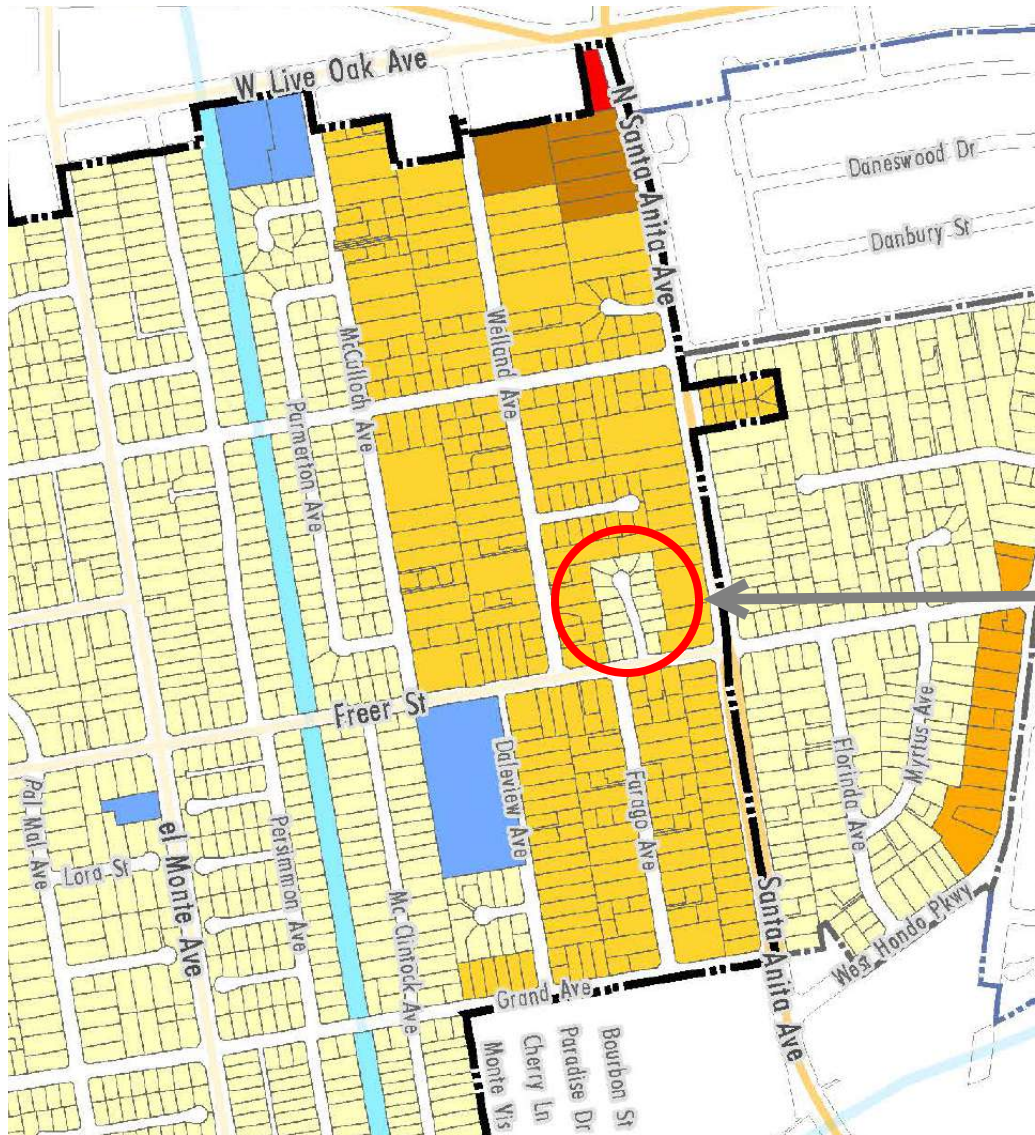 W Live Oak Ave
N Santa Anita Ave
Daneswood Dr
Danbury St
McCulloch Ave
Welland Ave
Parmerton Ave
Freer St
Daleview Ave
Farago Ave
Florinda Ave
Myrtus Ave
Pal Mal Ave
Lora St
el Monte Ave
Persimmon Ave
Mc Clintock Ave
Santa Anita Ave
West Hondo Pkwy
Grand Ave
Bourbon St
Paradise Dr
Cherry Ln
Monte Vis